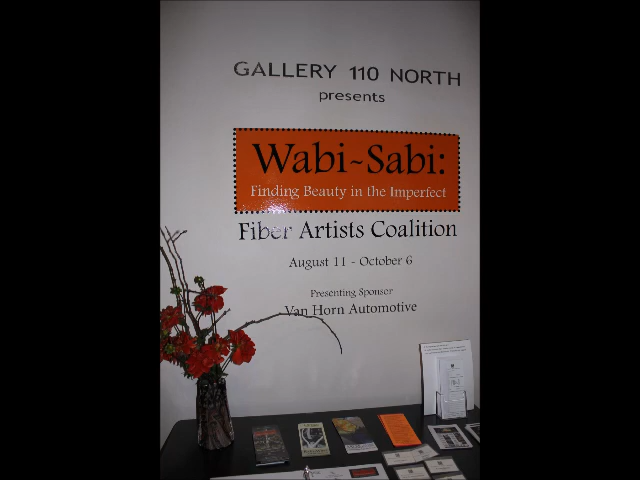 GALLERY 110 NORTH
presents
Wabi~Sabi:
Finding Beauty in the Imperfect
Fiber Artists Coalition
August 11 - October 6
Presenting Sponsor
Van Horn Automotive